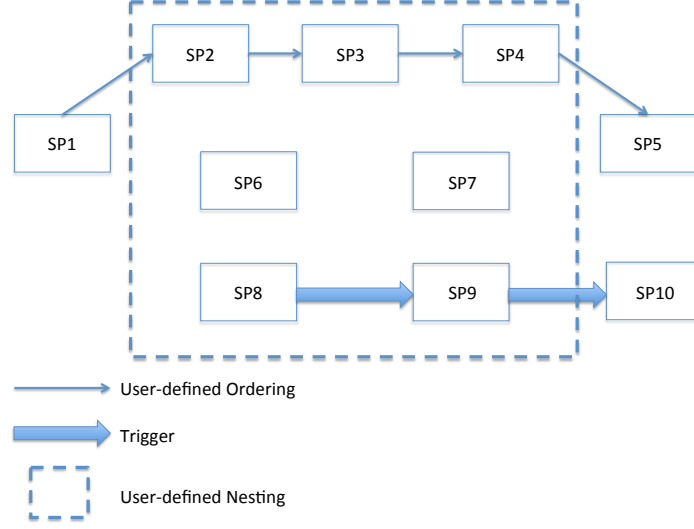 SP2
SP3
SP4
SP1
SP5
SP6
SP7
SP8
SP9
SP10
User-defined Ordering
Trigger
User-defined Nesting